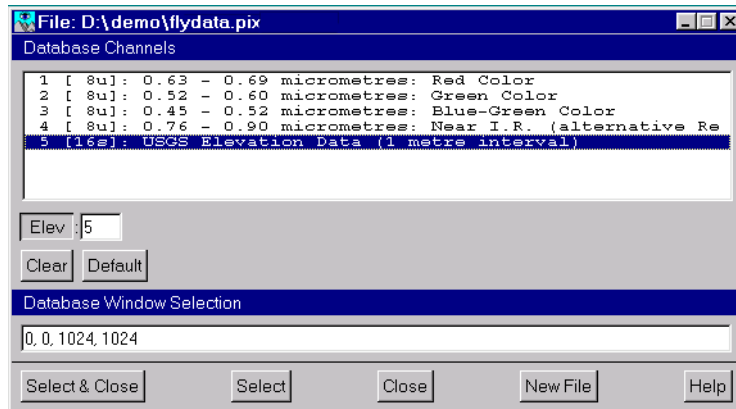 File: D:\demo\flydata.pix
Database Channels
1 [ 8u]: 0.63 - 0.69 micrometres: Red Color
2 [ 8u]: 0.52 - 0.60 micrometres: Green Color
3 [ 8u]: 0.45 - 0.52 micrometres: Blue-Green Color
4 [ 8u]: 0.76 - 0.90 micrometres: Near I.R. (alternative Re
5 [16s]: USGS Elevation Data (1 metre interval)
Elev :5
Clear Default
Database Window Selection
0, 0, 1024, 1024
Select & Close Select Close New File Help